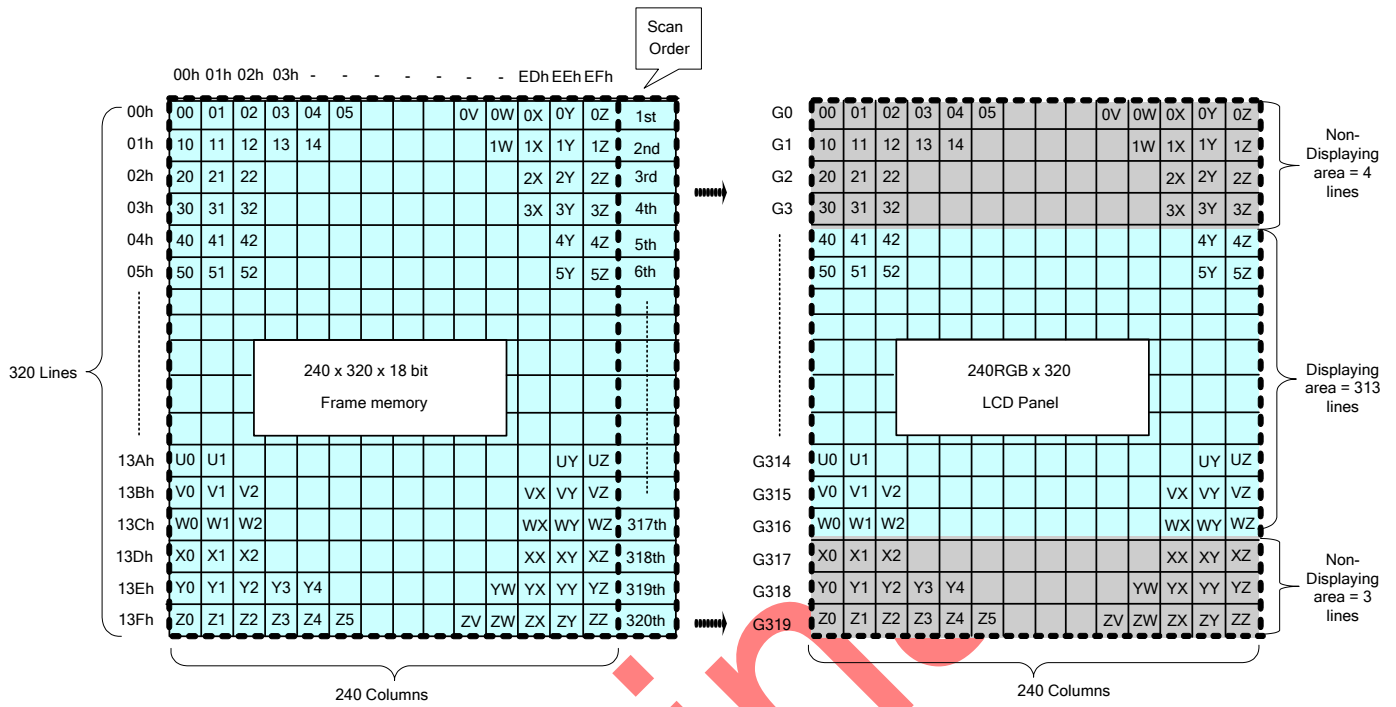 Scan
Order
00h 01h 02h 03h - - - - - - - EDh EEh EFh
00h 00 01 02 03 04 05 0V 0W 0X 0Y 0Z 1st
01h 10 11 12 13 14 1W 1X 1Y 1Z 2nd
02h 20 21 22 2X 2Y 2Z 3rd
03h 30 31 32 3X 3Y 3Z 4th
04h 40 41 42 4Y 4Z 5th
05h 50 51 52 5Y 5Z 6th
320 Lines
240 x 320 x 18 bit
Frame memory
13Ah U0 U1 UY UZ
13Bh V0 V1 V2 VX VY VZ
13Ch W0 W1 W2 WX WY WZ 317th
13Dh X0 X1 X2 XX XY XZ 318th
13Eh Y0 Y1 Y2 Y3 Y4 YW YX YY YZ 319th
13Fh Z0 Z1 Z2 Z3 Z4 Z5 ZV ZW ZX ZY ZZ 320th
240 Columns
G0 00 01 02 03 04 05 0V 0W 0X 0Y 0Z
G1 10 11 12 13 14 1W 1X 1Y 1Z
G2 20 21 22 2X 2Y 2Z
G3 30 31 32 3X 3Y 3Z
40 41 42 4Y 4Z
50 51 52 5Y 5Z
240RGB x 320
LCD Panel
G314 U0 U1 UY UZ
G315 V0 V1 V2 VX VY VZ
G316 W0 W1 W2 WX WY WZ
G317 X0 X1 X2 XX XY XZ
G318 Y0 Y1 Y2 Y3 Y4 YW YX YY YZ
G319 Z0 Z1 Z2 Z3 Z4 Z5 ZV ZW ZX ZY ZZ
240 Columns
Non-
Displaying
area = 4
lines
Displaying
area = 313
lines
Non-
Displaying
area = 3
lines